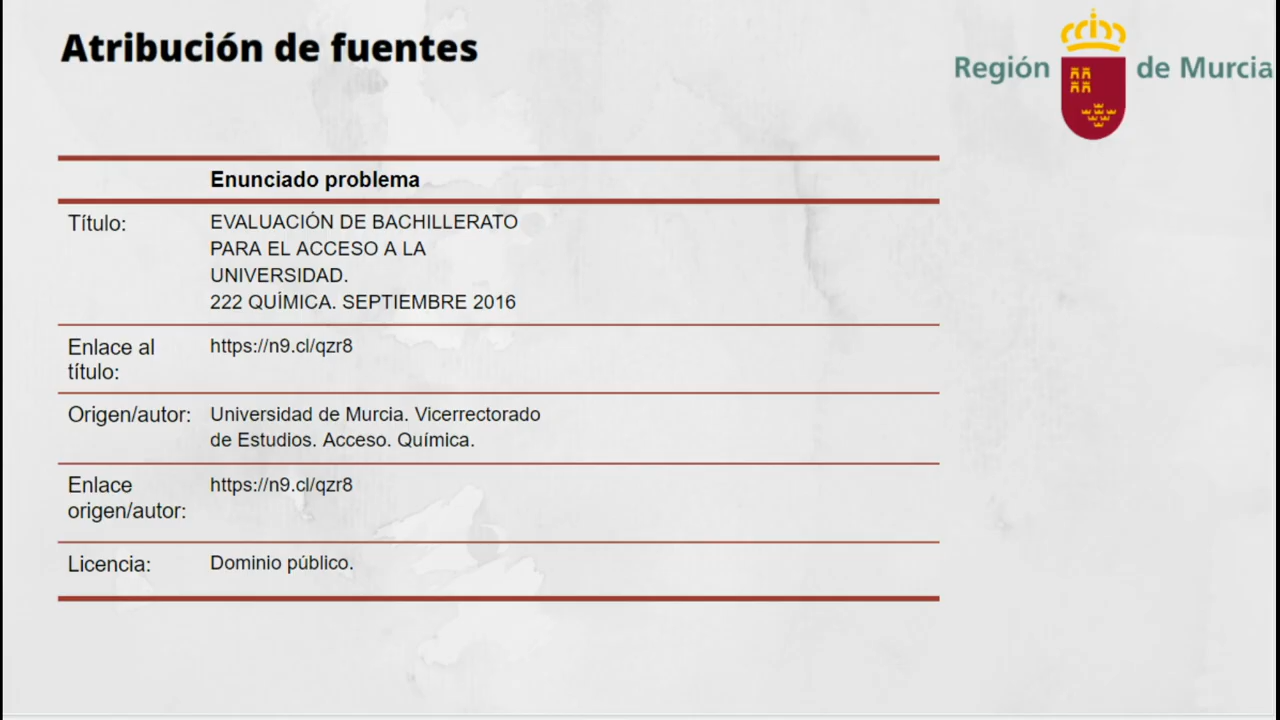 Atribución de fuentes
Región de Murcia
Enunciado problema
Título:
EVALUACIÓN DE BACHILLERATO
PARA EL ACCESO A LA
UNIVERSIDAD.
222 QUÍMICA. SEPTIEMBRE 2016
Enlace al
título:
https://n9.cl/qzr8
Origen/autor:
Universidad de Murcia. Vicerrectorado
de Estudios. Acceso. Química.
Enlace
origen/autor:
https://n9.cl/qzr8
Licencia:
Dominio público.